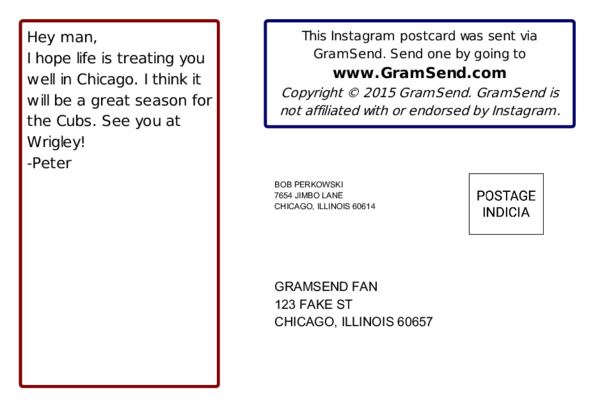 Hey man,
I hope life is treating you
well in Chicago. I think it
will be a great season for
the Cubs. See you at
Wrigley!
-Peter
This Instagram postcard was sent via
GramSend. Send one by going to
www.GramSend.com
Copyright © 2015 GramSend. GramSend is
not affiliated with or endorsed by Instagram.
BOB PERKOWSKI
7654 JIMBO LANE
CHICAGO, ILLINOIS 60614
POSTAGE
INDICIA
GRAMSEND FAN
123 FAKE ST
CHICAGO, ILLINOIS 60657